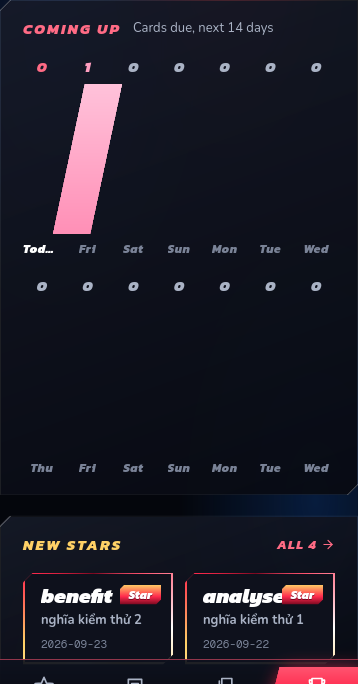 COMING UP Cards due, next 14 days
0 1 0 0 0 0 0
Tod... Fri Sat Sun Mon Tue Wed
0 0 0 0 0 0 0
Thu Fri Sat Sun Mon Tue Wed
NEW STARS ALL 4 →
benefit Star analyse Star
nghĩa kiểm thử 2 nghĩa kiểm thử 1
2026-09-23 2026-09-22